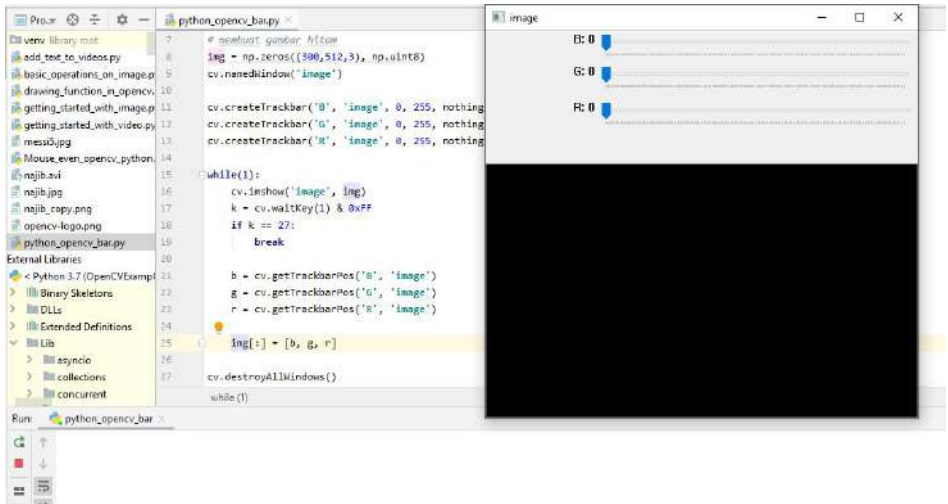 Pro..
python_opencv_bar.py
image
venv library root
add_text_to_videos.py
basic_operations_on_image.p
drawing_function_in_opencv.
getting_started_with_image.p
getting_started_with_video.py
messi5.jpg
Mouse_even_opencv_python.
najib.avi
najib.jpg
najib_copy.png
opencv-logo.png
python_opencv_bar.py
External Libraries
< Python 3.7 (OpenCVExampl
Binary Skeletons
DLLs
Extended Definitions
Lib
asyncio
collections
concurrent
7 # membuat gambar hitam
8 img = np.zeros((300,512,3), np.uint8)
9 cv.namedWindow('image')
10
11 cv.createTrackbar('B', 'image', 0, 255, nothing
12 cv.createTrackbar('G', 'image', 0, 255, nothing
13 cv.createTrackbar('R', 'image', 0, 255, nothing
14
15 while(1):
16 cv.imshow('image', img)
17 k = cv.waitKey(1) & 0xFF
18 if k == 27:
19 break
20
21 b = cv.getTrackbarPos('B', 'image')
22 g = cv.getTrackbarPos('G', 'image')
23 r = cv.getTrackbarPos('R', 'image')
24
25 img[:] = [b, g, r]
26
27 cv.destroyAllWindows()
while (1)
B: 0
G: 0
R: 0
Run: python_opencv_bar